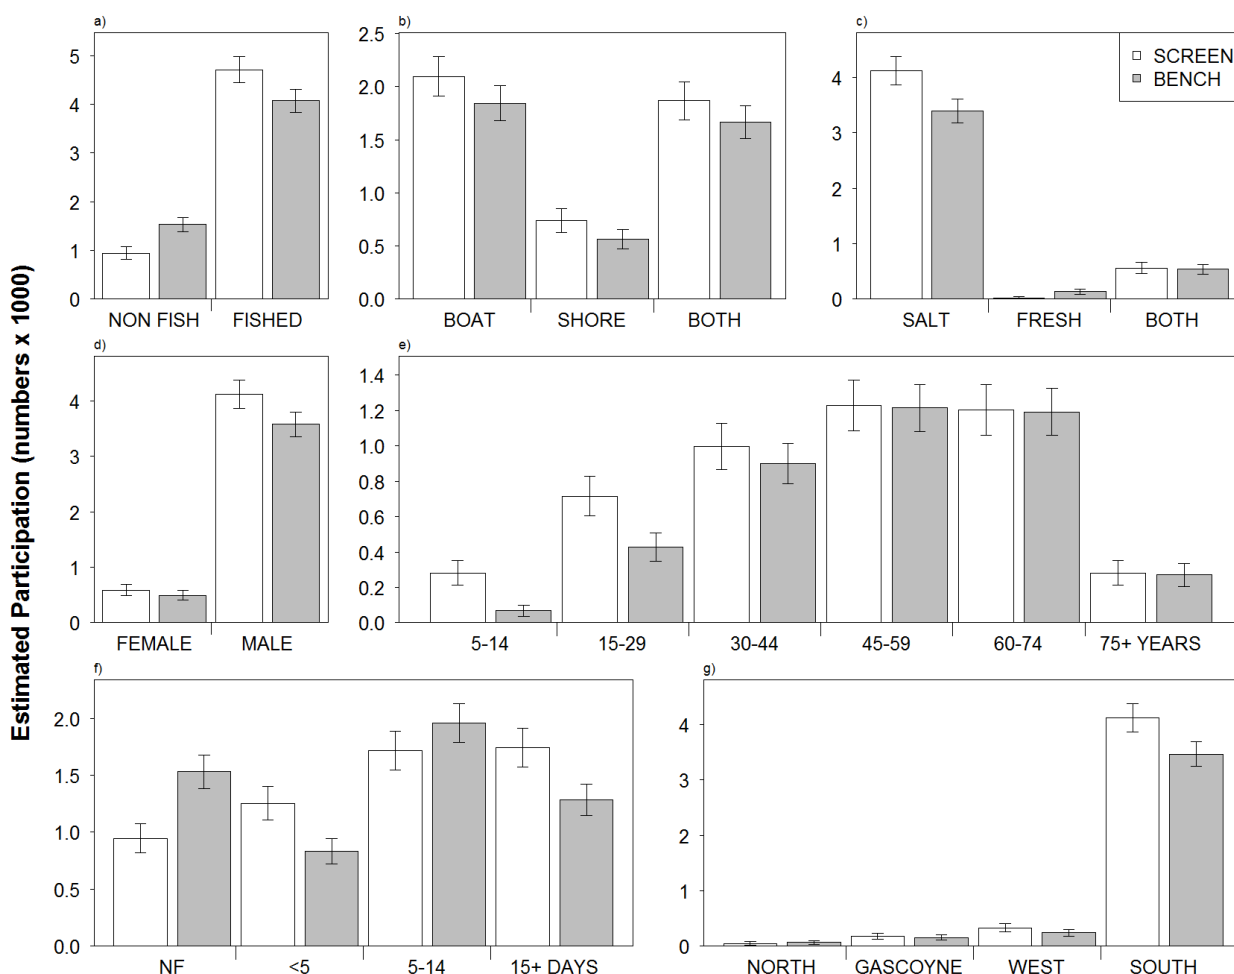 Estimated Participation (numbers x 1000)
a)
5
4
3
2
1
0
NON FISH FISHED
b)
2.5
2.0
1.5
1.0
0.5
0.0
BOAT SHORE BOTH
c)
4
3
2
1
0
SCREEN
BENCH
SALT FRESH BOTH
d)
4
3
2
1
0
FEMALE MALE
e)
1.4
1.2
1.0
0.8
0.6
0.4
0.2
0.0
5-14 15-29 30-44 45-59 60-74 75+ YEARS
f)
2.0
1.5
1.0
0.5
0.0
NF <5 5-14 15+ DAYS
g)
4
3
2
1
0
NORTH GASCOYNE WEST SOUTH